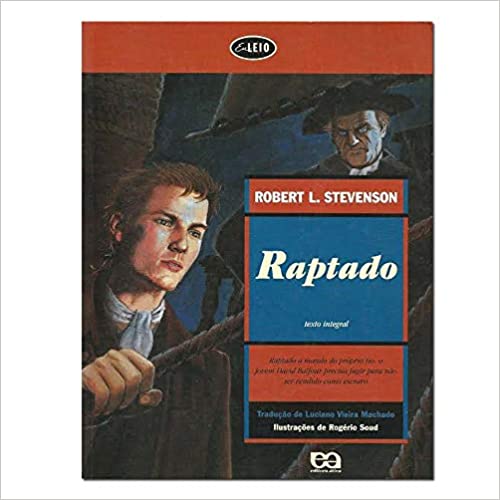 Eu LEIO
ROBERT L. STEVENSON
Raptado
texto integral
Raptado a mando do próprio tio, o
jovem David Balfour precisa fugir para não
ser vendido como escravo.
Tradução de Luciano Vieira Machado
Ilustrações de Rogério Soud
editora ática